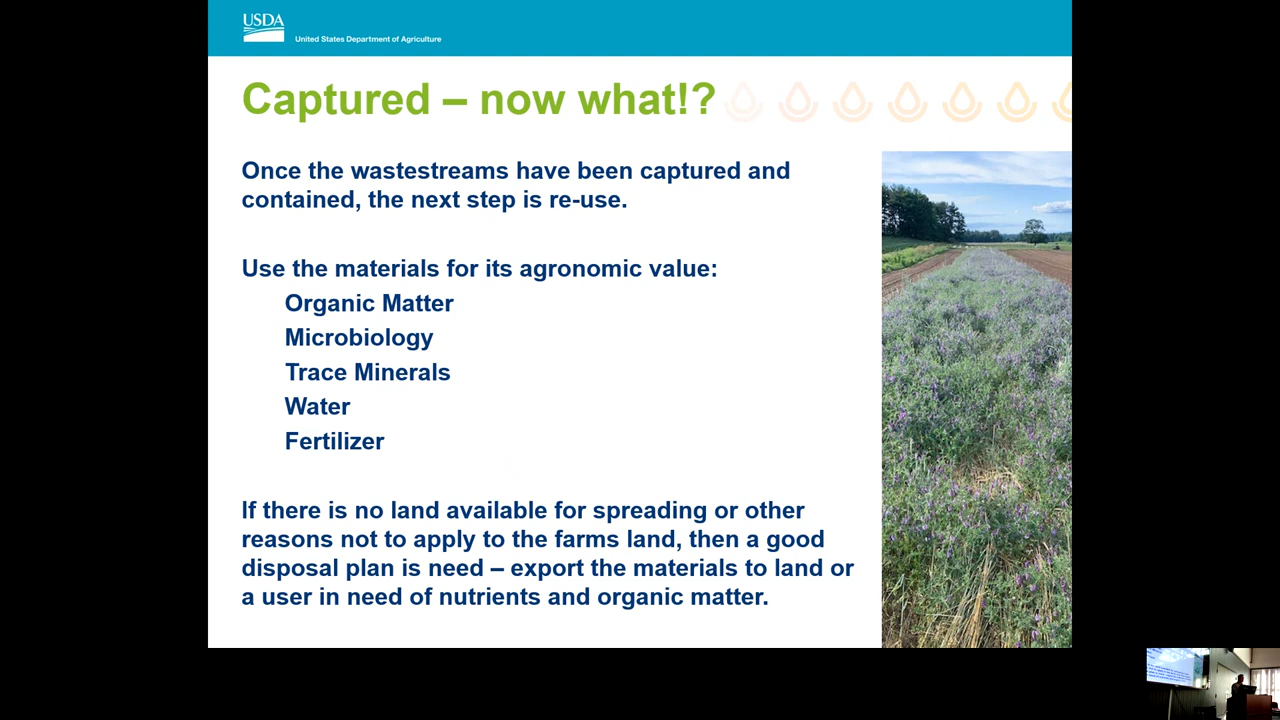 USDA
United States Department of Agriculture
Captured – now what!?
Once the wastestreams have been captured and
contained, the next step is re-use.
Use the materials for its agronomic value:
Organic Matter
Microbiology
Trace Minerals
Water
Fertilizer
If there is no land available for spreading or other
reasons not to apply to the farms land, then a good
disposal plan is need – export the materials to land or
a user in need of nutrients and organic matter.